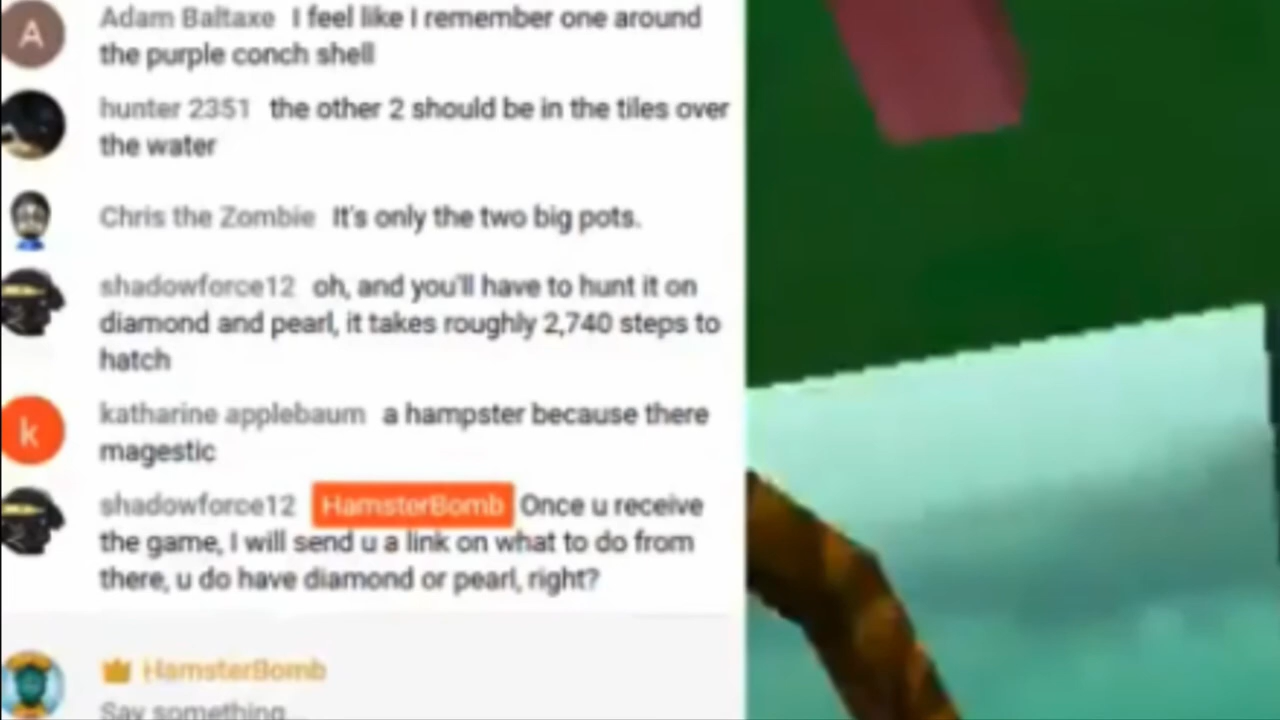 A
Adam Baltaxe I feel like I remember one around
the purple conch shell
hunter 2351 the other 2 should be in the tiles over
the water
Chris the Zombie It's only the two big pots.
shadowforce12 oh, and you'll have to hunt it on
diamond and pearl, it takes roughly 2,740 steps to
hatch
k
katharine applebaum a hampster because there
magestic
shadowforce12 HamsterBomb Once u receive
the game, I will send u a link on what to do from
there, u do have diamond or pearl, right?
HamsterBomb
Say something...